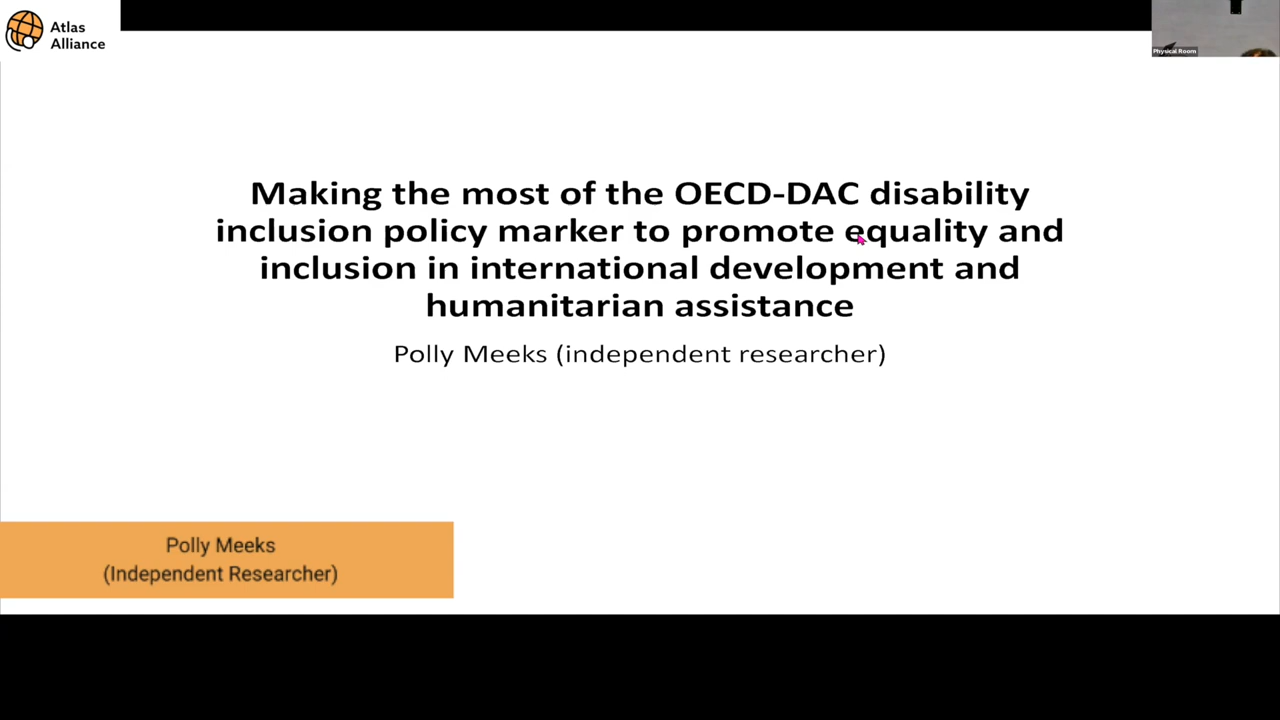 Atlas
Alliance
Physical Room
Making the most of the OECD-DAC disability
inclusion policy marker to promote equality and
inclusion in international development and
humanitarian assistance
Polly Meeks (independent researcher)
Polly Meeks
(Independent Researcher)